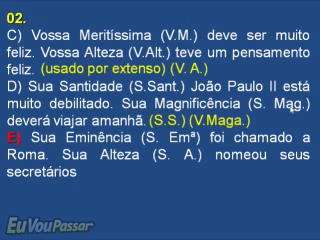 02.
C) Vossa Meritíssima (V.M.) deve ser muito
feliz. Vossa Alteza (V.Alt.) teve um pensamento
feliz. (usado por extenso) (V. A.)
D) Sua Santidade (S.Sant.) João Paulo II está
muito debilitado. Sua Magnificência (S. Mag.)
deverá viajar amanhã. (S.S.) (V.Maga.)
E) Sua Eminência (S. Emª) foi chamado a
Roma. Sua Alteza (S. A.) nomeou seus
secretários
EuVouPassar